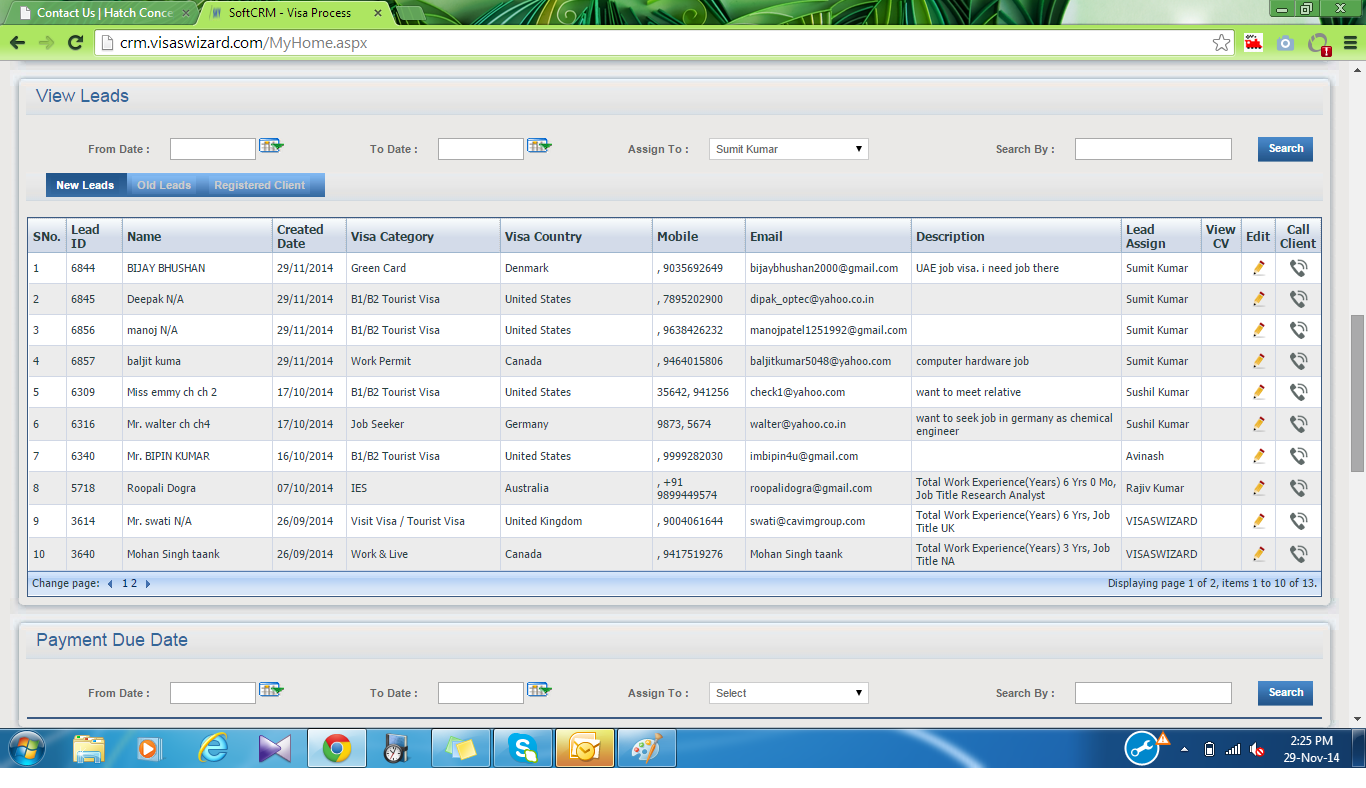 Contact Us | Hatch Conce
SoftCRM - Visa Process
crm.visaswizard.com/MyHome.aspx
View Leads
From Date : To Date : Assign To : Sumit Kumar Search By : Search
New Leads Old Leads Registered Client
SNo. Lead ID Name Created Date Visa Category Visa Country Mobile Email Description Lead Assign View CV Edit Call Client
1 6844 BIJAY BHUSHAN 29/11/2014 Green Card Denmark , 9035692649 bijaybhushan2000@gmail.com UAE job visa. i need job there Sumit Kumar
2 6845 Deepak N/A 29/11/2014 B1/B2 Tourist Visa United States , 7895202900 dipak_optec@yahoo.co.in Sumit Kumar
3 6856 manoj N/A 29/11/2014 B1/B2 Tourist Visa United States , 9638426232 manojpatel1251992@gmail.com Sumit Kumar
4 6857 baljit kuma 29/11/2014 Work Permit Canada , 9464015806 baljitkumar5048@yahoo.com computer hardware job Sumit Kumar
5 6309 Miss emmy ch ch 2 17/10/2014 B1/B2 Tourist Visa United States 35642, 941256 check1@yahoo.com want to meet relative Sushil Kumar
6 6316 Mr. walter ch ch4 17/10/2014 Job Seeker Germany 9873, 5674 walter@yahoo.co.in want to seek job in germany as chemical engineer Sushil Kumar
7 6340 Mr. BIPIN KUMAR 16/10/2014 B1/B2 Tourist Visa United States , 9999282030 imbipin4u@gmail.com Avinash
8 5718 Roopali Dogra 07/10/2014 IES Australia , +91 9899449574 roopalidogra@gmail.com Total Work Experience(Years) 6 Yrs 0 Mo, Job Title Research Analyst Rajiv Kumar
9 3614 Mr. swati N/A 26/09/2014 Visit Visa / Tourist Visa United Kingdom , 9004061644 swati@cavimgroup.com Total Work Experience(Years) 6 Yrs, Job Title UK VISASWIZARD
10 3640 Mohan Singh taank 26/09/2014 Work & Live Canada , 9417519276 Mohan Singh taank Total Work Experience(Years) 3 Yrs, Job Title NA VISASWIZARD
Change page: 1 2 Displaying page 1 of 2, items 1 to 10 of 13.
Payment Due Date
From Date : To Date : Assign To : Select Search By : Search
2:25 PM
29-Nov-14